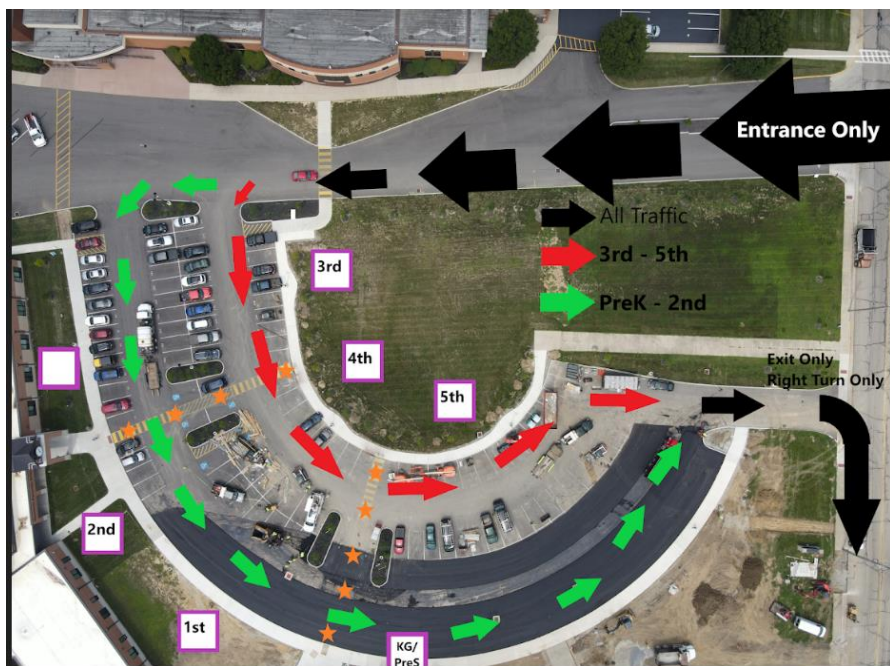 Entrance Only
All Traffic
3rd - 5th
PreK - 2nd
3rd
4th
5th
Exit Only
Right Turn Only
2nd
1st
KG/
PreS